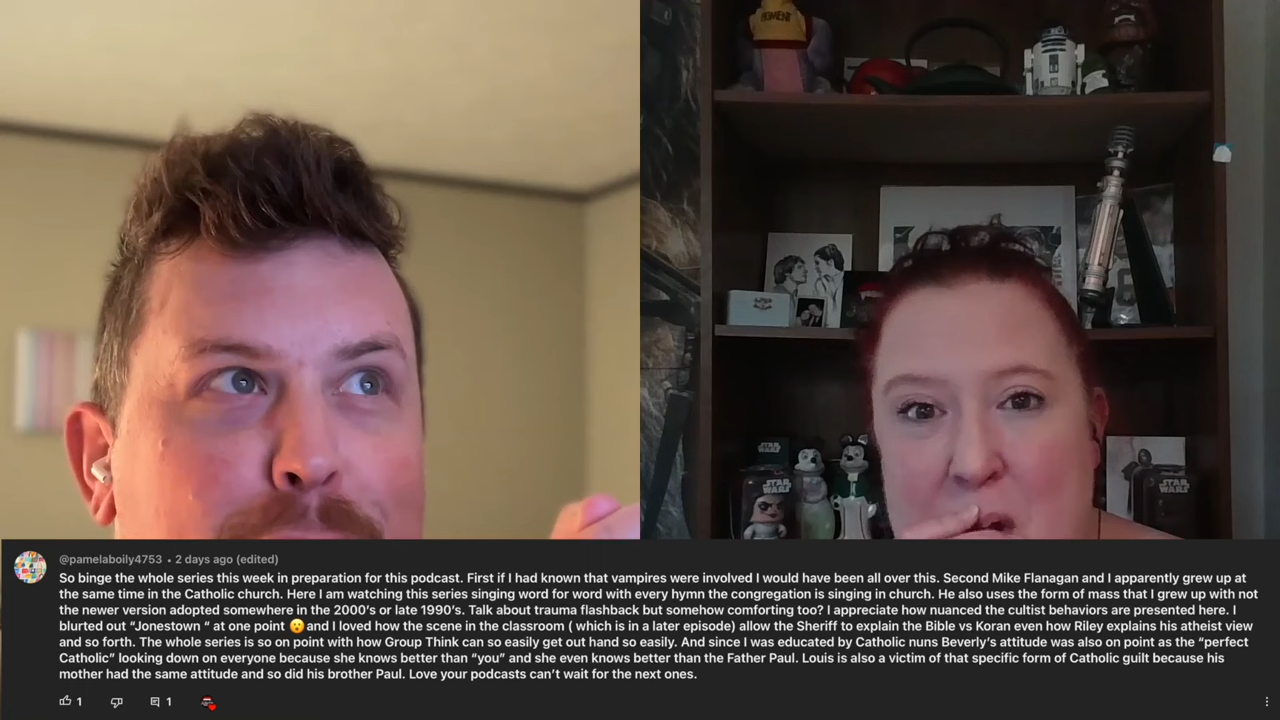 PIGMENT
STAR
WARS
STAR
WARS
STAR
WARS
@pamelaboily4753 • 2 days ago (edited)
So binge the whole series this week in preparation for this podcast. First if I had known that vampires were involved I would have been all over this. Second Mike Flanagan and I apparently grew up at
the same time in the Catholic church. Here I am watching this series singing word for word with every hymn the congregation is singing in church. He also uses the form of mass that I grew up with not
the newer version adopted somewhere in the 2000's or late 1990's. Talk about trauma flashback but somehow comforting too? I appreciate how nuanced the cultist behaviors are presented here. I
blurted out "Jonestown " at one point 😮 and I loved how the scene in the classroom ( which is in a later episode) allow the Sheriff to explain the Bible vs Koran even how Riley explains his atheist view
and so forth. The whole series is so on point with how Group Think can so easily get out hand so easily. And since I was educated by Catholic nuns Beverly's attitude was also on point as the "perfect
Catholic" looking down on everyone because she knows better than "you" and she even knows better than the Father Paul. Louis is also a victim of that specific form of Catholic guilt because his
mother had the same attitude and so did his brother Paul. Love your podcasts can't wait for the next ones.
1 1